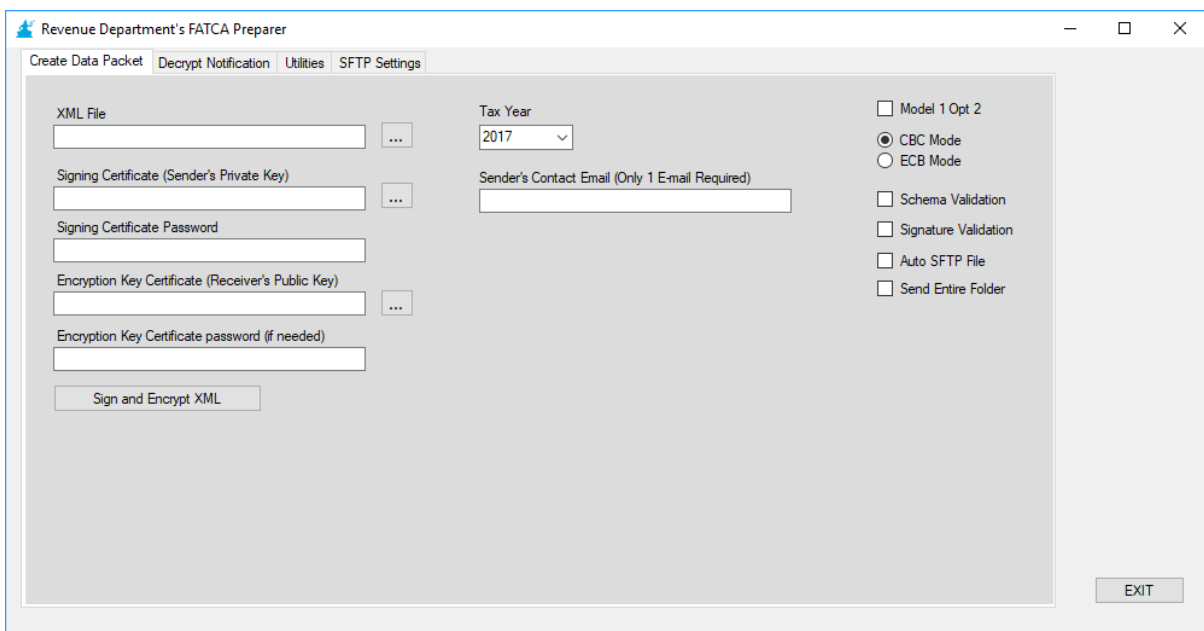 Revenue Department's FATCA Preparer
Create Data Packet Decrypt Notification Utilities SFTP Settings
XML File
...
Signing Certificate (Sender's Private Key)
...
Signing Certificate Password
Encryption Key Certificate (Receiver's Public Key)
...
Encryption Key Certificate password (if needed)
Sign and Encrypt XML
Tax Year
2017
Sender's Contact Email (Only 1 E-mail Required)
Model 1 Opt 2
CBC Mode
ECB Mode
Schema Validation
Signature Validation
Auto SFTP File
Send Entire Folder
EXIT